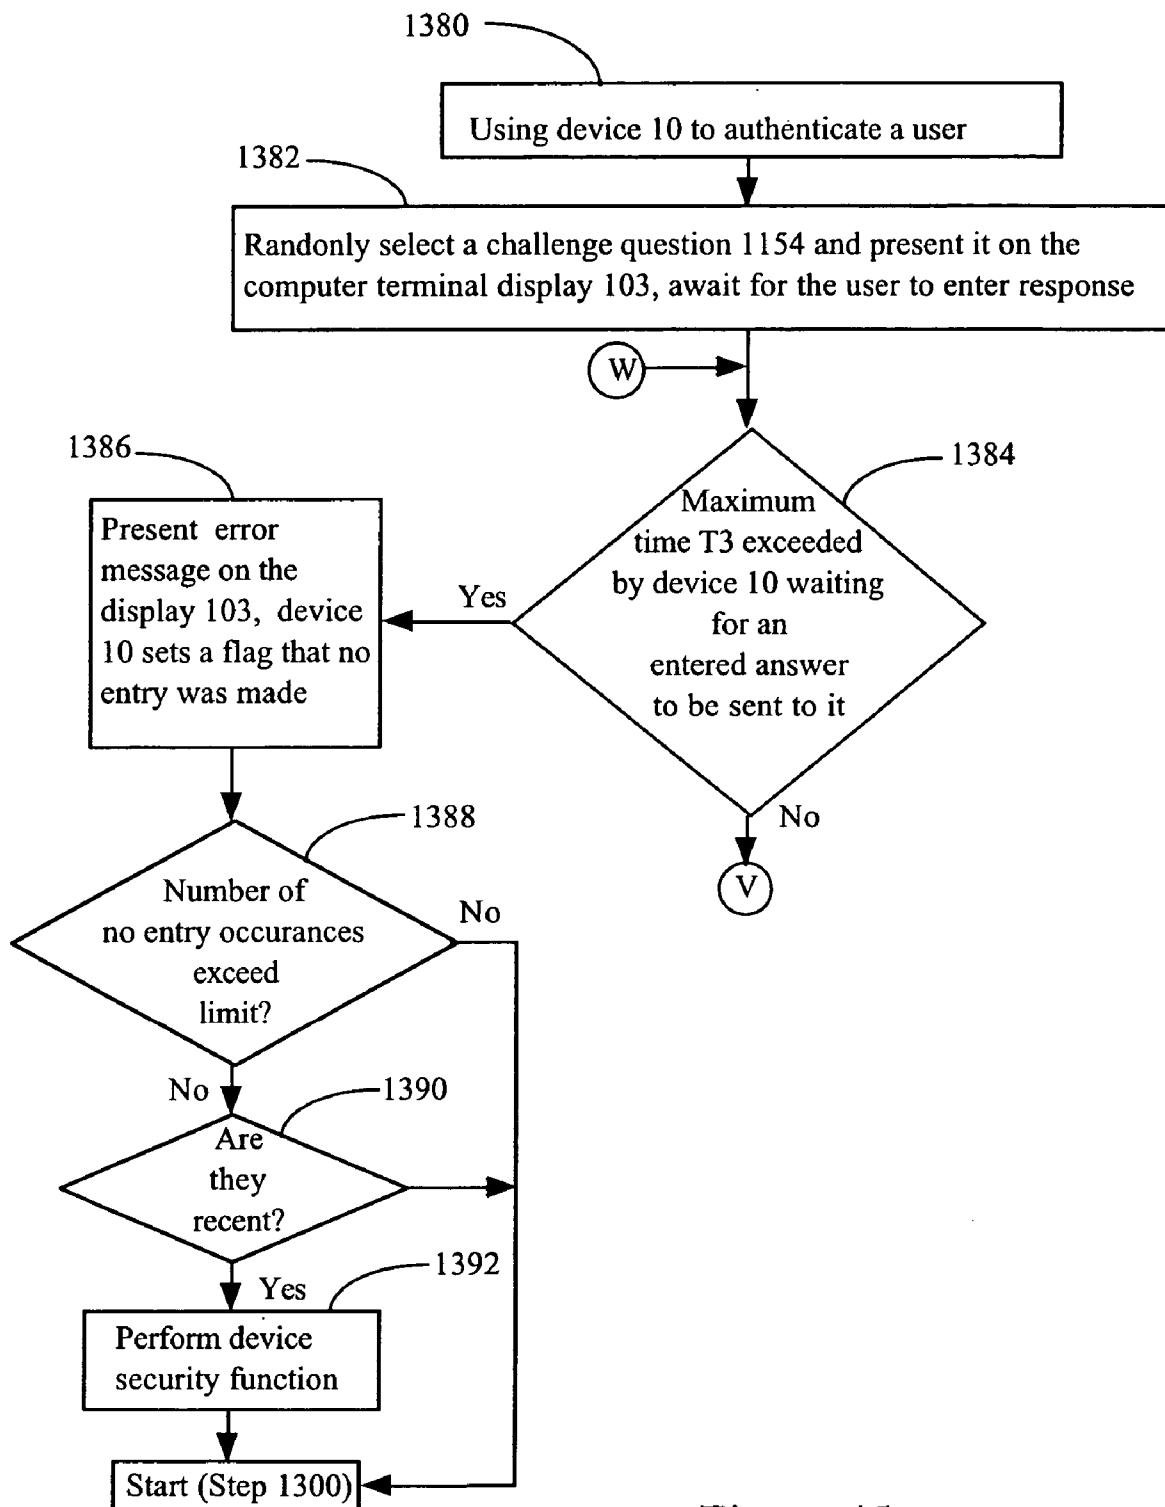 1380
Using device 10 to authenticate a user
1382
Randonly select a challenge question 1154 and present it on the
computer terminal display 103, await for the user to enter response
W
1384
Maximum
time T3 exceeded
by device 10 waiting
for an
entered answer
to be sent to it
Yes
No
V
1386
Present error
message on the
display 103, device
10 sets a flag that no
entry was made
1388
Number of
no entry occurances
exceed
limit?
No
No
1390
Are
they
recent?
Yes
1392
Perform device
security function
Start (Step 1300)